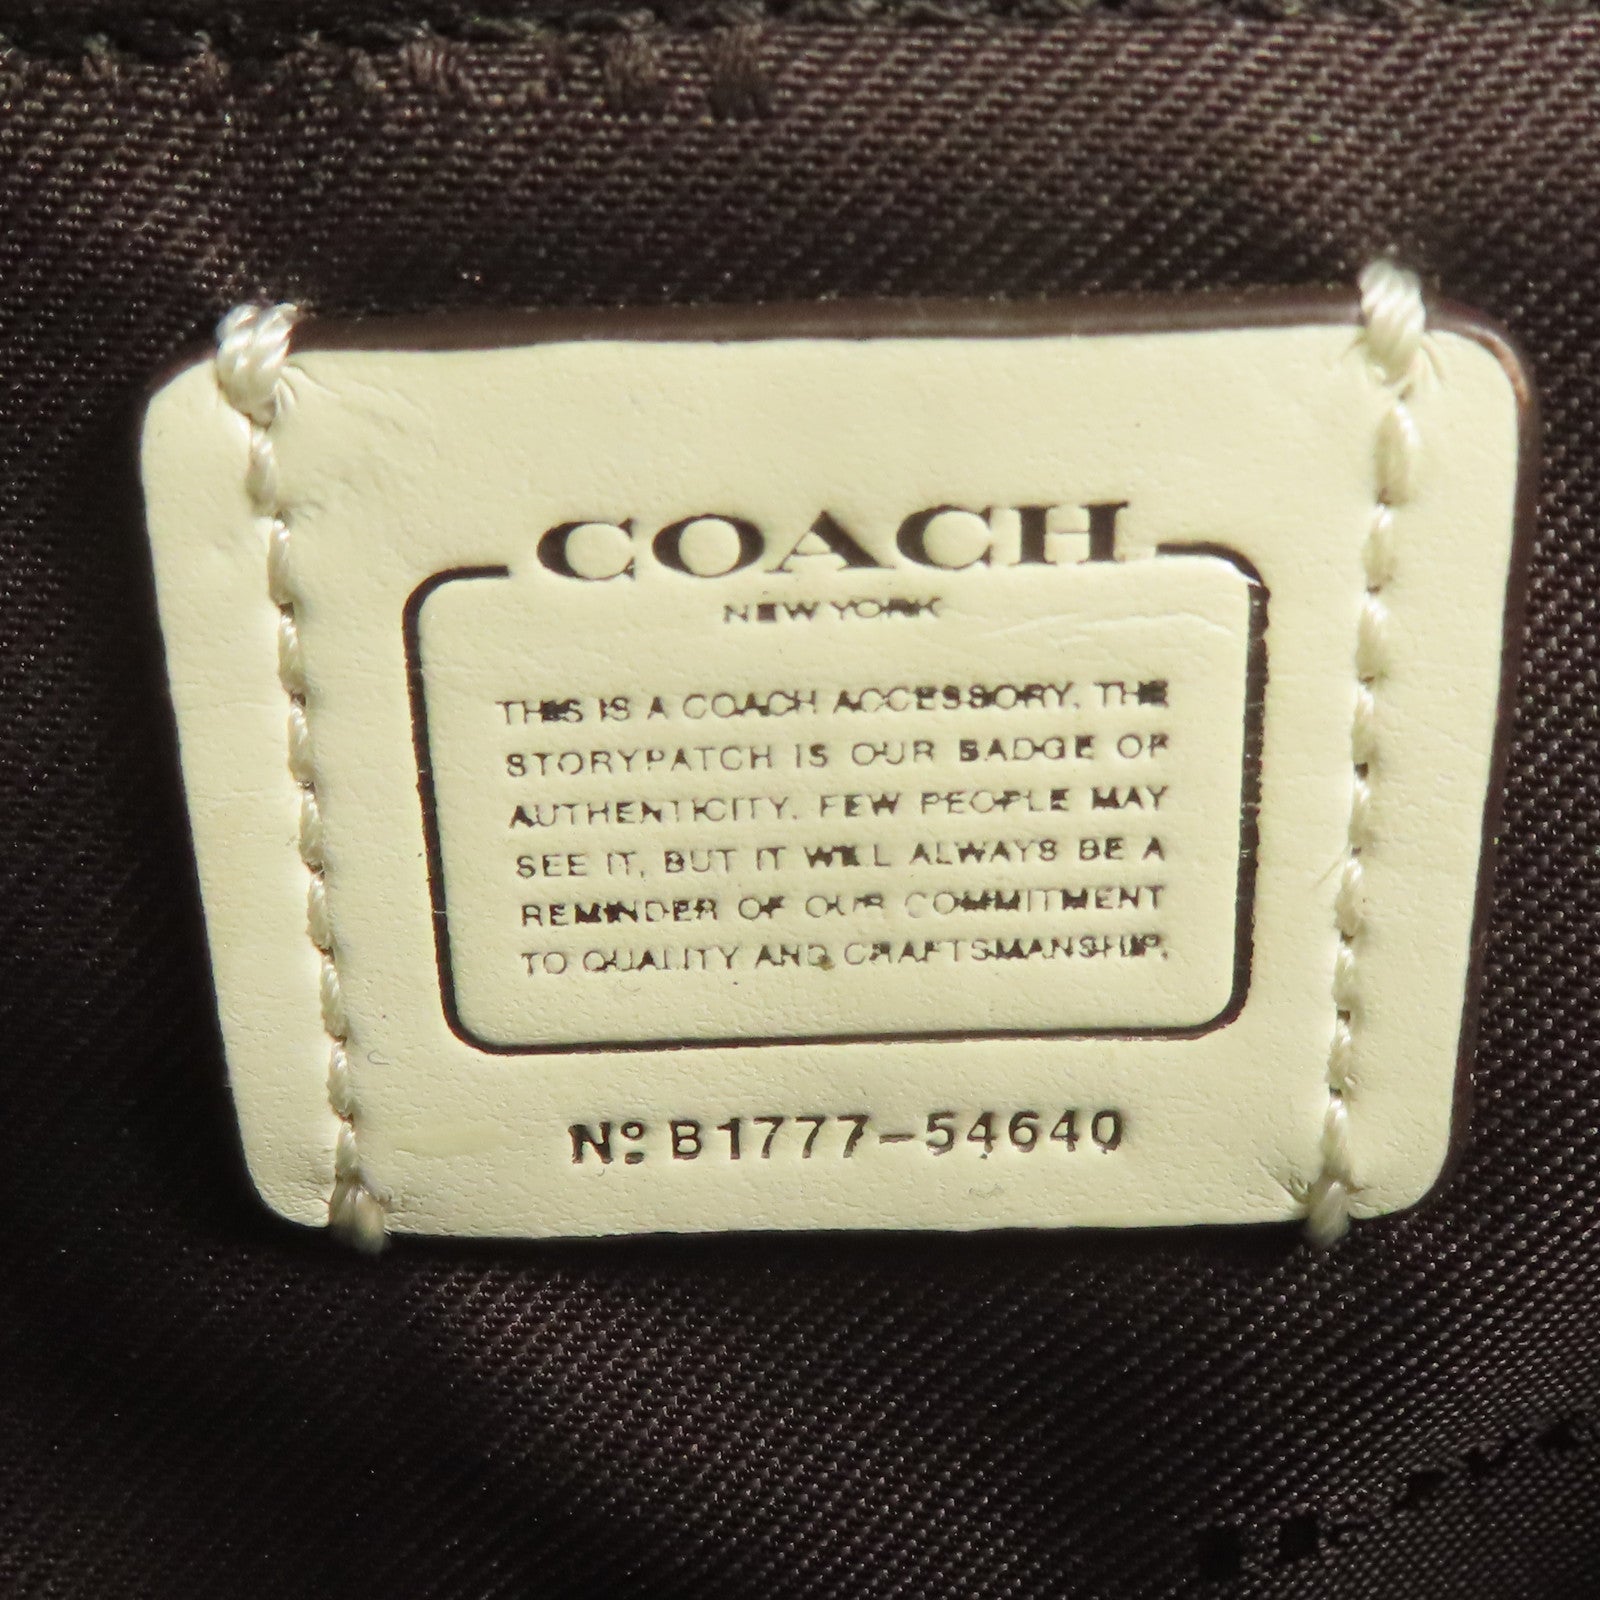 COACH
NEW YORK
THIS IS A COACH ACCESSORY. THE
STORYPATCH IS OUR BADGE OF
AUTHENTICITY. FEW PEOPLE MAY
SEE IT, BUT IT WILL ALWAYS BE A
REMINDER OF OUR COMMITMENT
TO QUALITY AND CRAFTSMANSHIP.
Nº B1777-54640